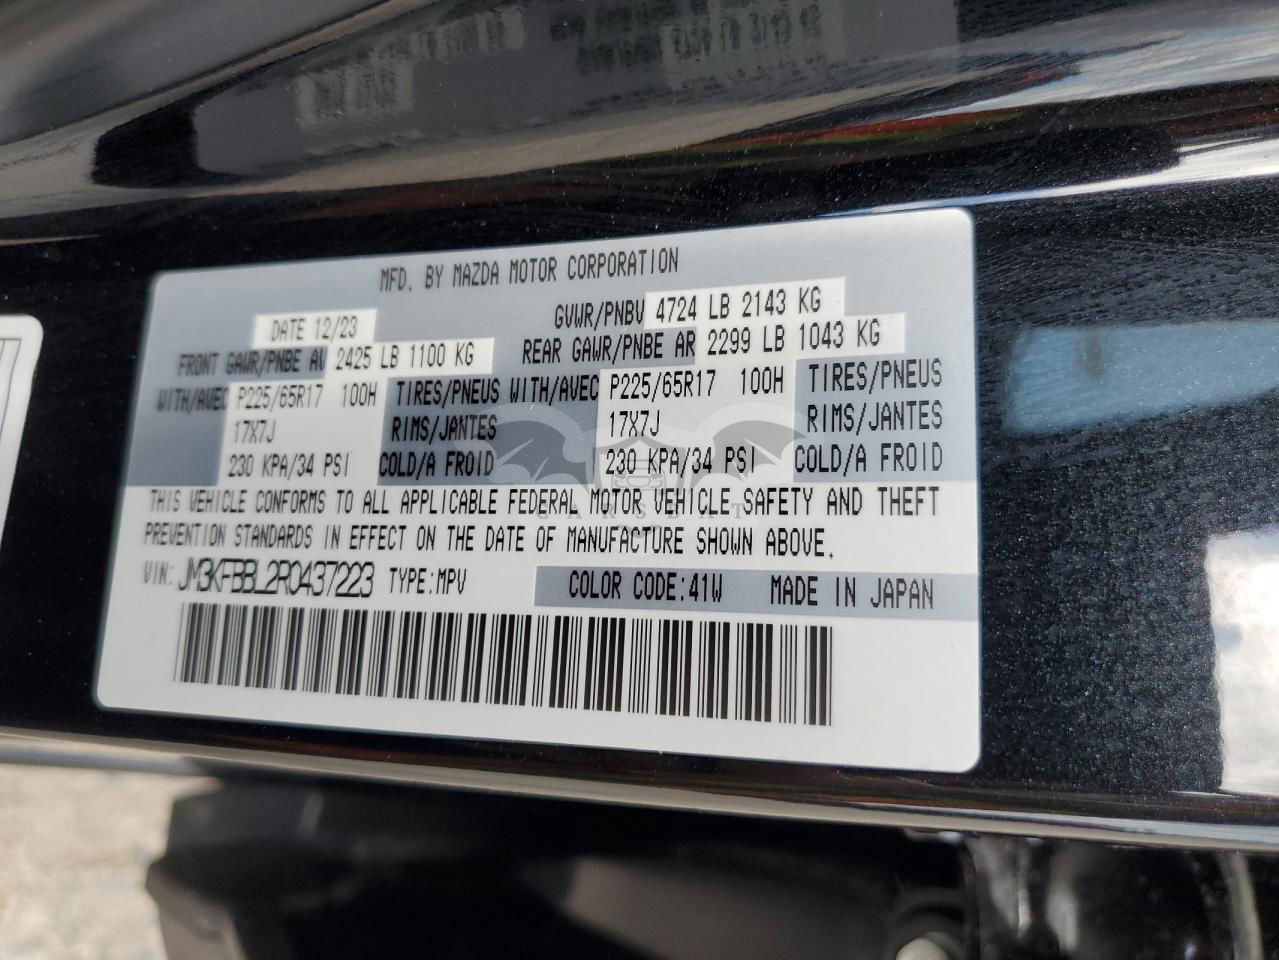 MFD. BY MAZDA MOTOR CORPORATION
DATE 12/23 GVWR/PNBV 4724 LB 2143 KG
FRONT GAWR/PNBE AV 2425 LB 1100 KG REAR GAWR/PNBE AR 2299 LB 1043 KG
WITH/AVEC P225/65R17 100H TIRES/PNEUS WITH/AVEC P225/65R17 100H TIRES/PNEUS
17X7J RIMS/JANTES 17X7J RIMS/JANTES
230 KPA/34 PSI COLD/A FROID 230 KPA/34 PSI COLD/A FROID
THIS VEHICLE CONFORMS TO ALL APPLICABLE FEDERAL MOTOR VEHICLE SAFETY AND THEFT
CARSBAT
PREVENTION STANDARDS IN EFFECT ON THE DATE OF MANUFACTURE SHOWN ABOVE.
VIN: JM3KFBBL2R0437223 TYPE:MPV COLOR CODE:41W MADE IN JAPAN